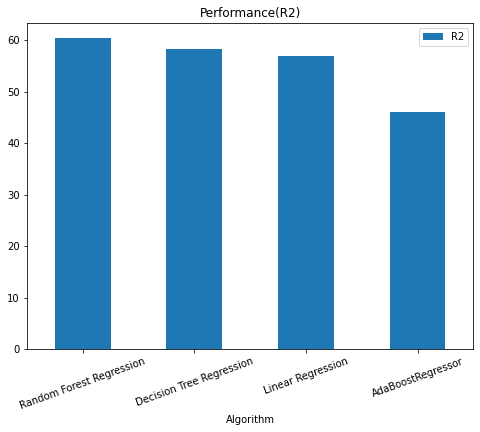 Performance(R2)
R2
60
50
40
30
20
10
0
Random Forest Regression
Decision Tree Regression
Linear Regression
AdaBoostRegressor
Algorithm